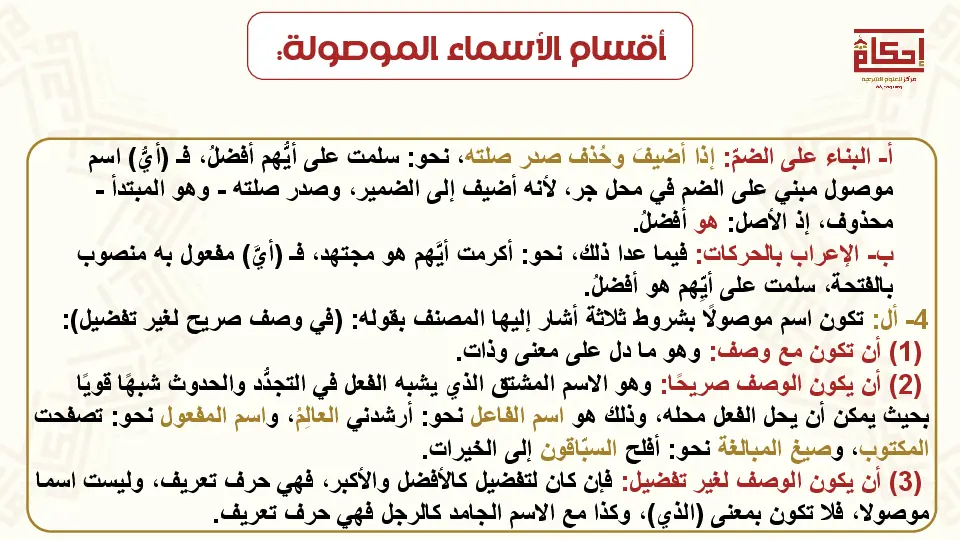 أقسام الأسماء الموصولة:
إحكام
مركز للعلوم الشرعية
أ- البناء على الضمّ: إذا أضيفَ وحُذف صدر صلته، نحو: سلمت على أيُّهم أفضلُ، فـ (أيُّ) اسم
موصول مبني على الضم في محل جر، لأنه أضيف إلى الضمير، وصدر صلته - وهو المبتدأ -
محذوف، إذ الأصل: هو أفضلُ.
ب- الإعراب بالحركات: فيما عدا ذلك، نحو: أكرمت أيَّهم هو مجتهد، فـ (أيَّ) مفعول به منصوب
بالفتحة، سلمت على أيِّهم هو أفضلُ.
4- أل: تكون اسم موصولًا بشروط ثلاثة أشار إليها المصنف بقوله: (في وصف صريح لغير تفضيل):
(1) أن تكون مع وصف: وهو ما دل على معنى وذات.
(2) أن يكون الوصف صريحًا: وهو الاسم المشتق الذي يشبه الفعل في التجدُّد والحدوث شبهًا قويًا
بحيث يمكن أن يحل الفعل محله، وذلك هو اسم الفاعل نحو: أرشدني العالِمُ، واسم المفعول نحو: تصفحت
المكتوب، وصيغ المبالغة نحو: أفلح السبّاقون إلى الخيرات.
(3) أن يكون الوصف لغير تفضيل: فإن كان لتفضيل كالأفضل والأكبر، فهي حرف تعريف، وليست اسما
موصولا، فلا تكون بمعنى (الذي)، وكذا مع الاسم الجامد كالرجل فهي حرف تعريف.